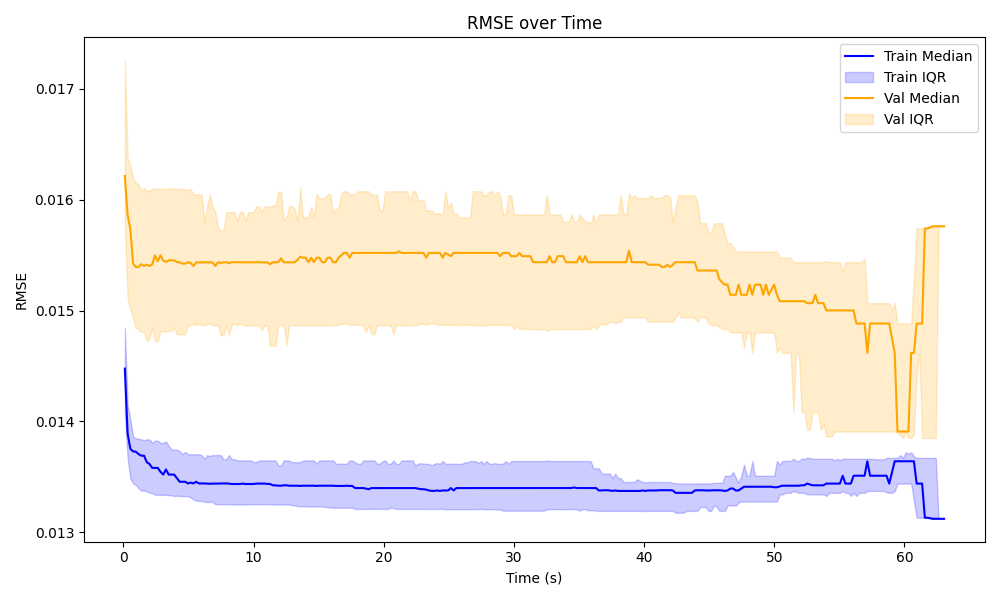 RMSE over Time
Train Median
Train IQR
Val Median
Val IQR
RMSE
0.017
0.016
0.015
0.014
0.013
0
10
20
30
40
50
60
Time (s)